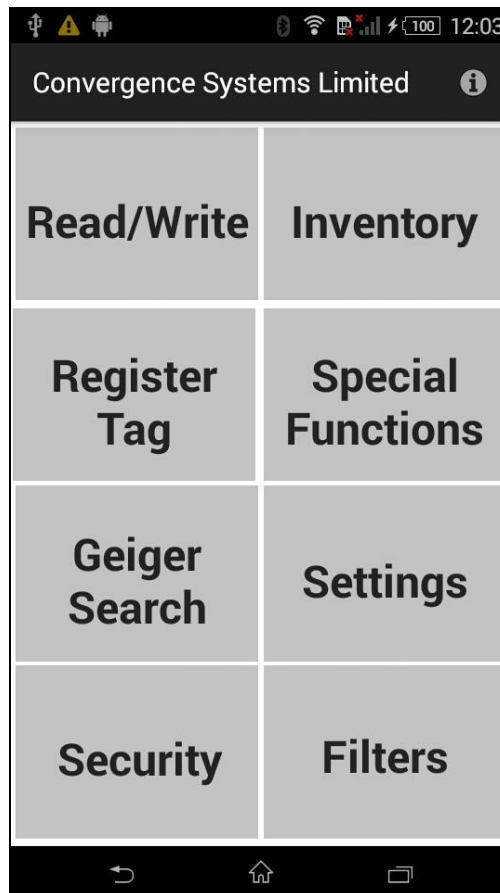 100 12:03
Convergence Systems Limited
Read/Write
Inventory
Register
Tag
Special
Functions
Geiger
Search
Settings
Security
Filters